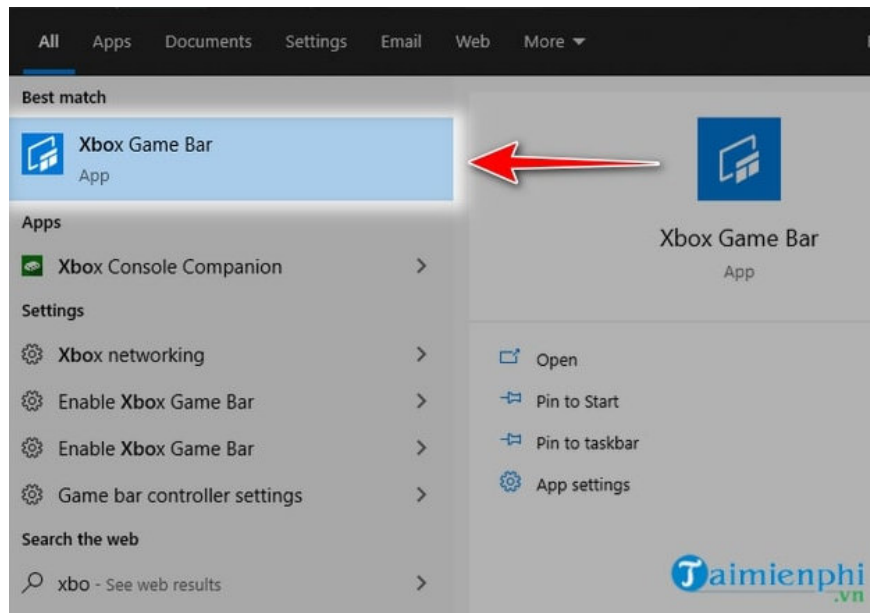 All Apps Documents Settings Email Web More
Best match
Xbox Game Bar
App
Apps
Xbox Console Companion
Settings
Xbox networking
Enable Xbox Game Bar
Enable Xbox Game Bar
Game bar controller settings
Search the web
xbo - See web results
Xbox Game Bar
App
Open
Pin to Start
Pin to taskbar
App settings
Taimienphi
.vn